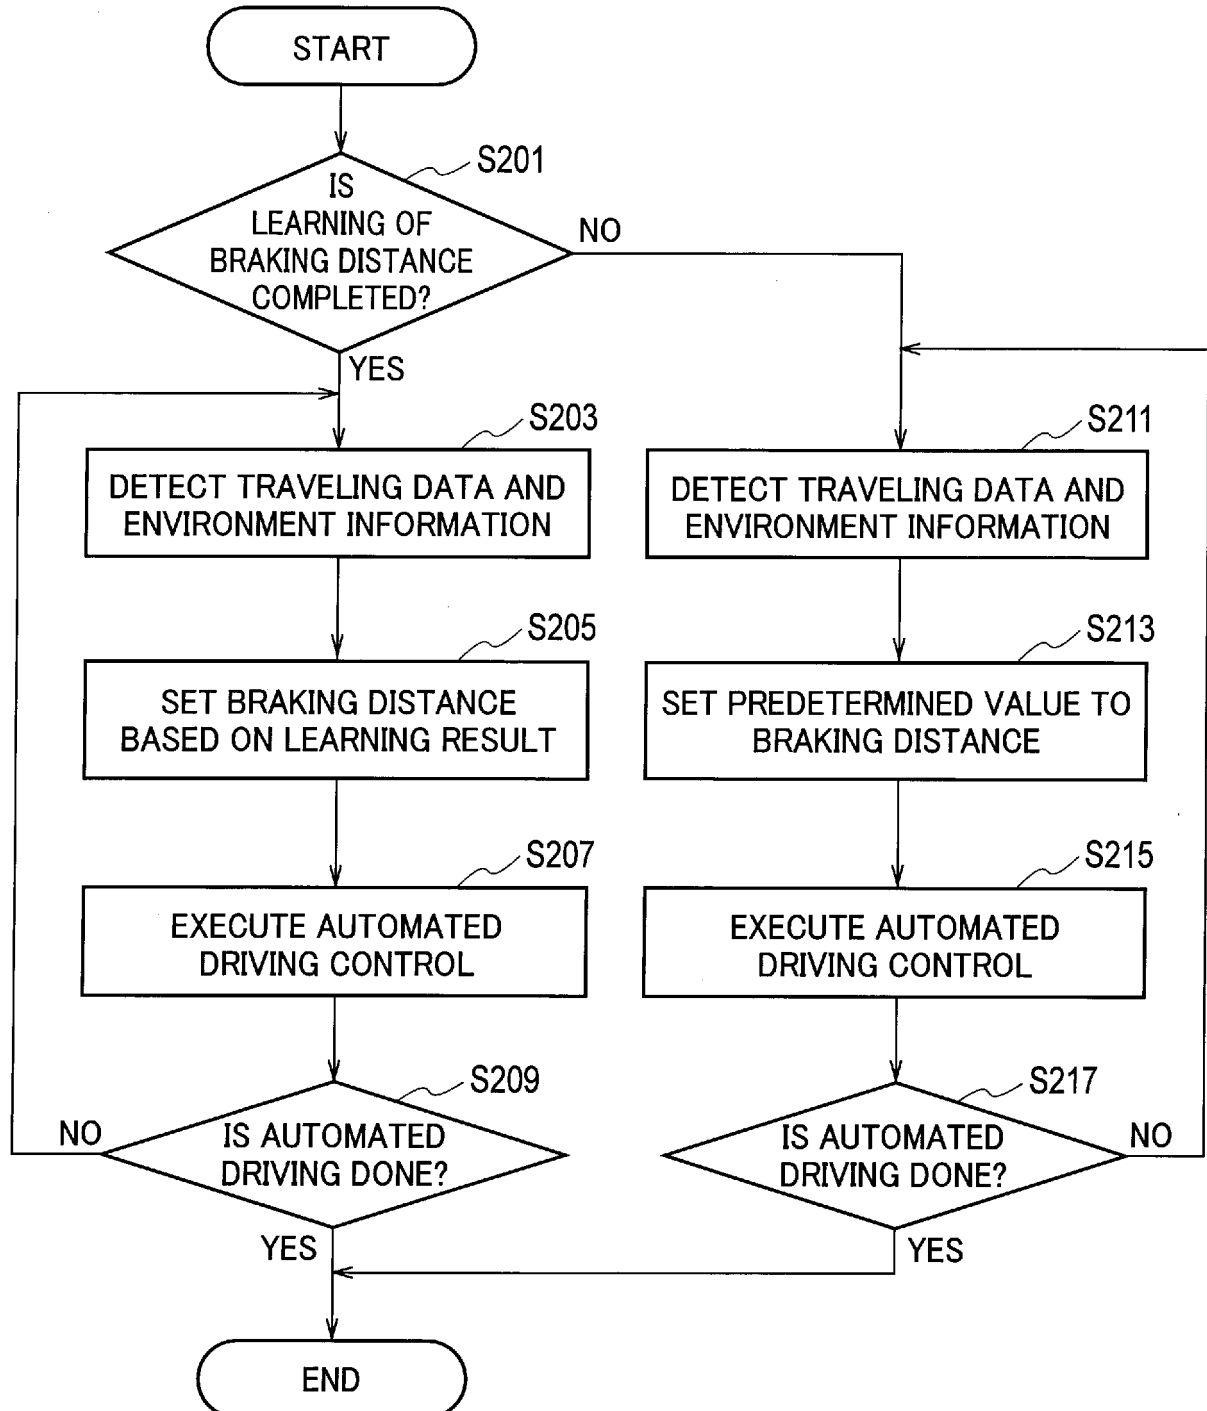 START
S201
IS
LEARNING OF
BRAKING DISTANCE
COMPLETED?
NO
YES
S203
DETECT TRAVELING DATA AND
ENVIRONMENT INFORMATION
S205
SET BRAKING DISTANCE
BASED ON LEARNING RESULT
S207
EXECUTE AUTOMATED
DRIVING CONTROL
S209
IS AUTOMATED
DRIVING DONE?
NO
YES
S211
DETECT TRAVELING DATA AND
ENVIRONMENT INFORMATION
S213
SET PREDETERMINED VALUE TO
BRAKING DISTANCE
S215
EXECUTE AUTOMATED
DRIVING CONTROL
S217
IS AUTOMATED
DRIVING DONE?
NO
YES
END